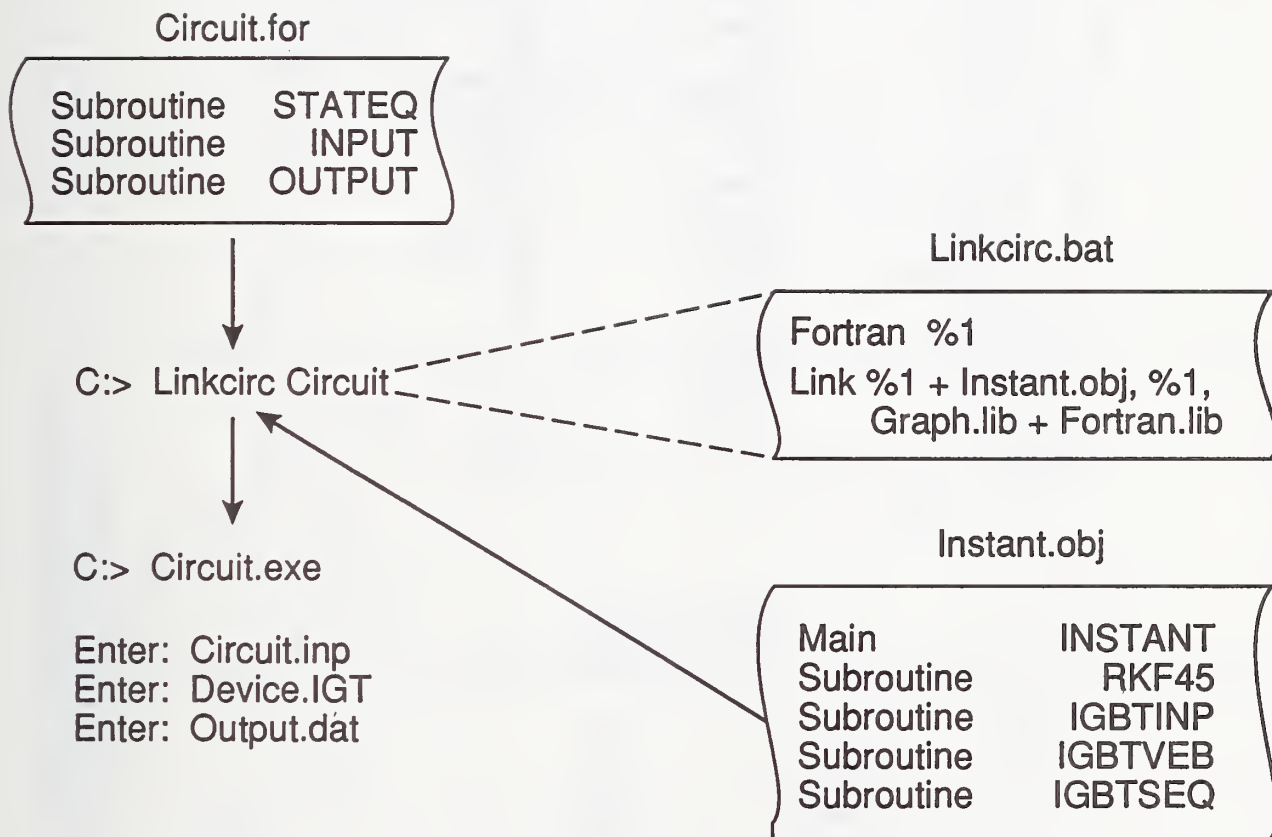 Circuit.for
Subroutine STATEQ
Subroutine INPUT
Subroutine OUTPUT
C:> Linkcirc Circuit
C:> Circuit.exe
Enter: Circuit.inp
Enter: Device.IGT
Enter: Output.dat
Linkcirc.bat
Fortran %1
Link %1 + Instant.obj, %1,
Graph.lib + Fortran.lib
Instant.obj
Main INSTANT
Subroutine RKF45
Subroutine IGBTINP
Subroutine IGBTVEB
Subroutine IGBTSEQ